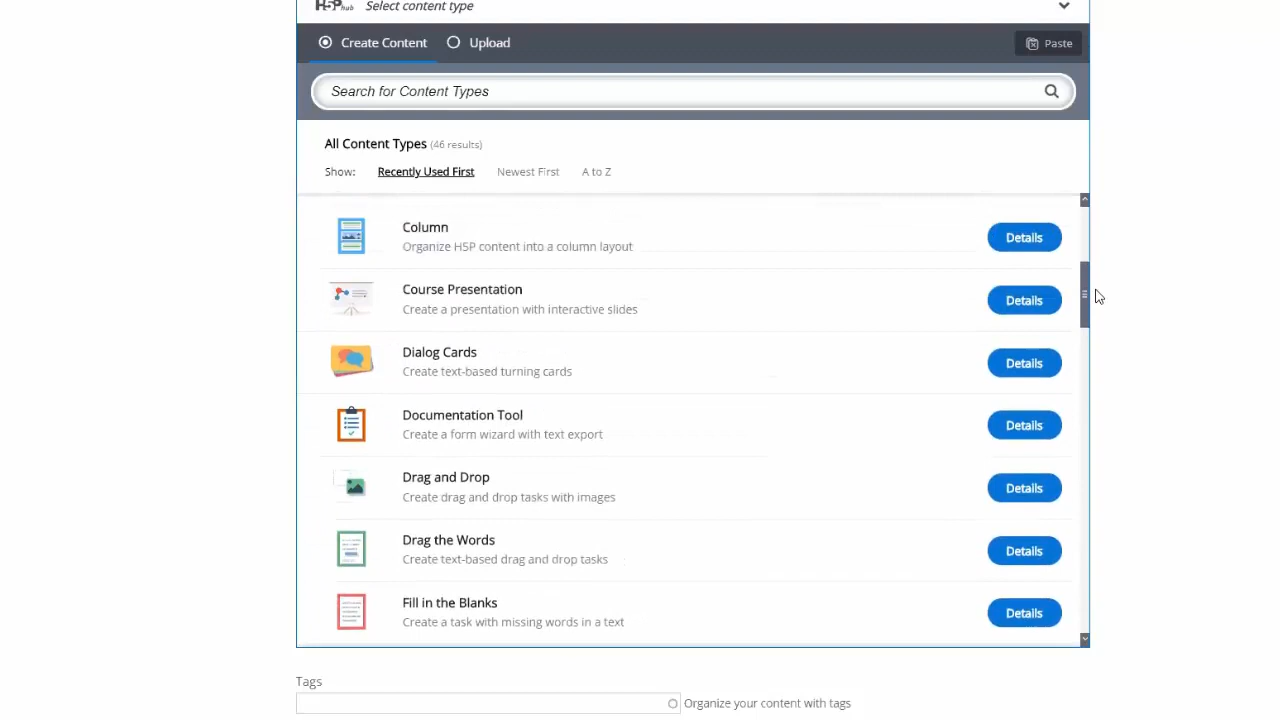 H5P hub Select content type
Create Content Upload Paste
Search for Content Types
All Content Types (46 results)
Show: Recently Used First Newest First A to Z
Column
Organize H5P content into a column layout
Details
Course Presentation
Create a presentation with interactive slides
Details
Dialog Cards
Create text-based turning cards
Details
Documentation Tool
Create a form wizard with text export
Details
Drag and Drop
Create drag and drop tasks with images
Details
Drag the Words
Create text-based drag and drop tasks
Details
Fill in the Blanks
Create a task with missing words in a text
Details
Tags
Organize your content with tags